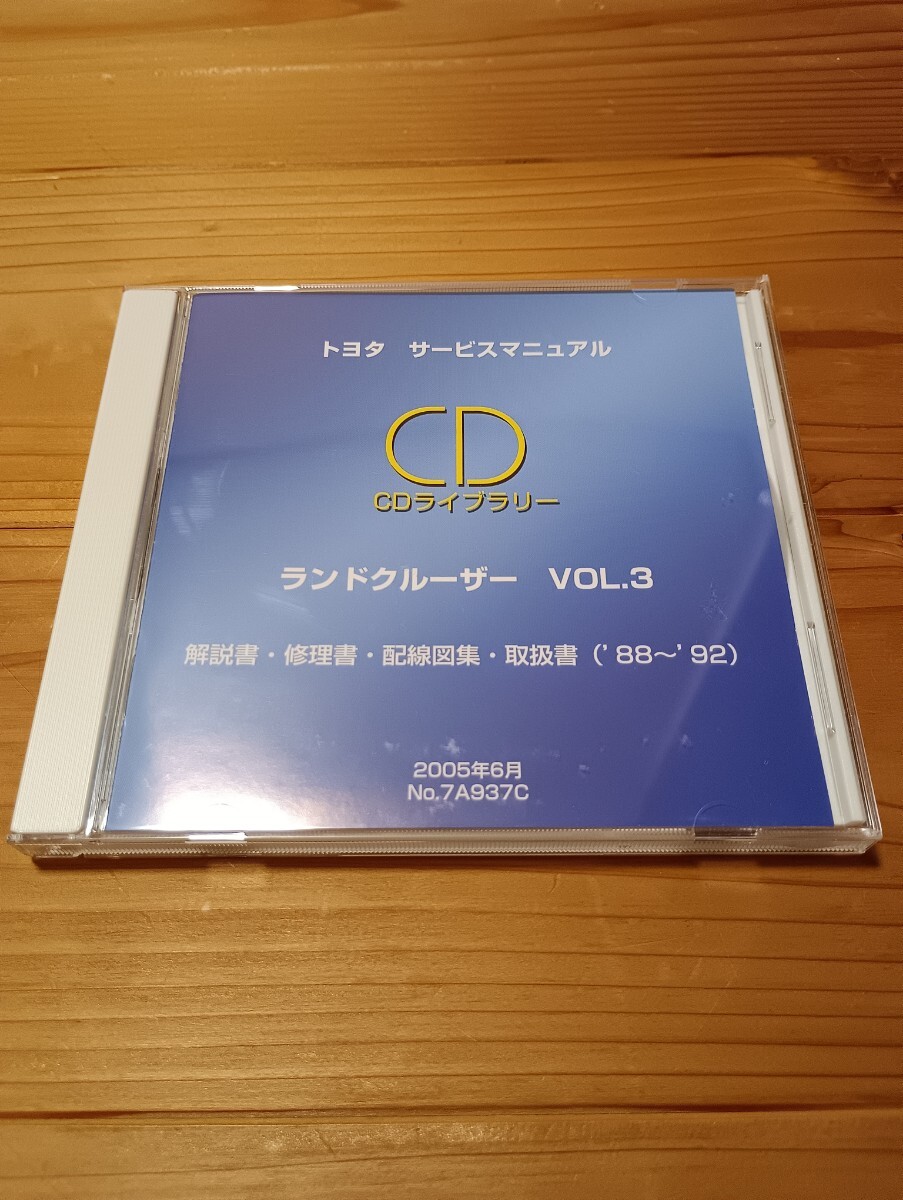 トヨタ　サービスマニュアル
CD
CDライブラリー
ランドクルーザー　VOL.3
解説書・修理書・配線図集・取扱書（'88～'92）
2005年6月
No.7A937C